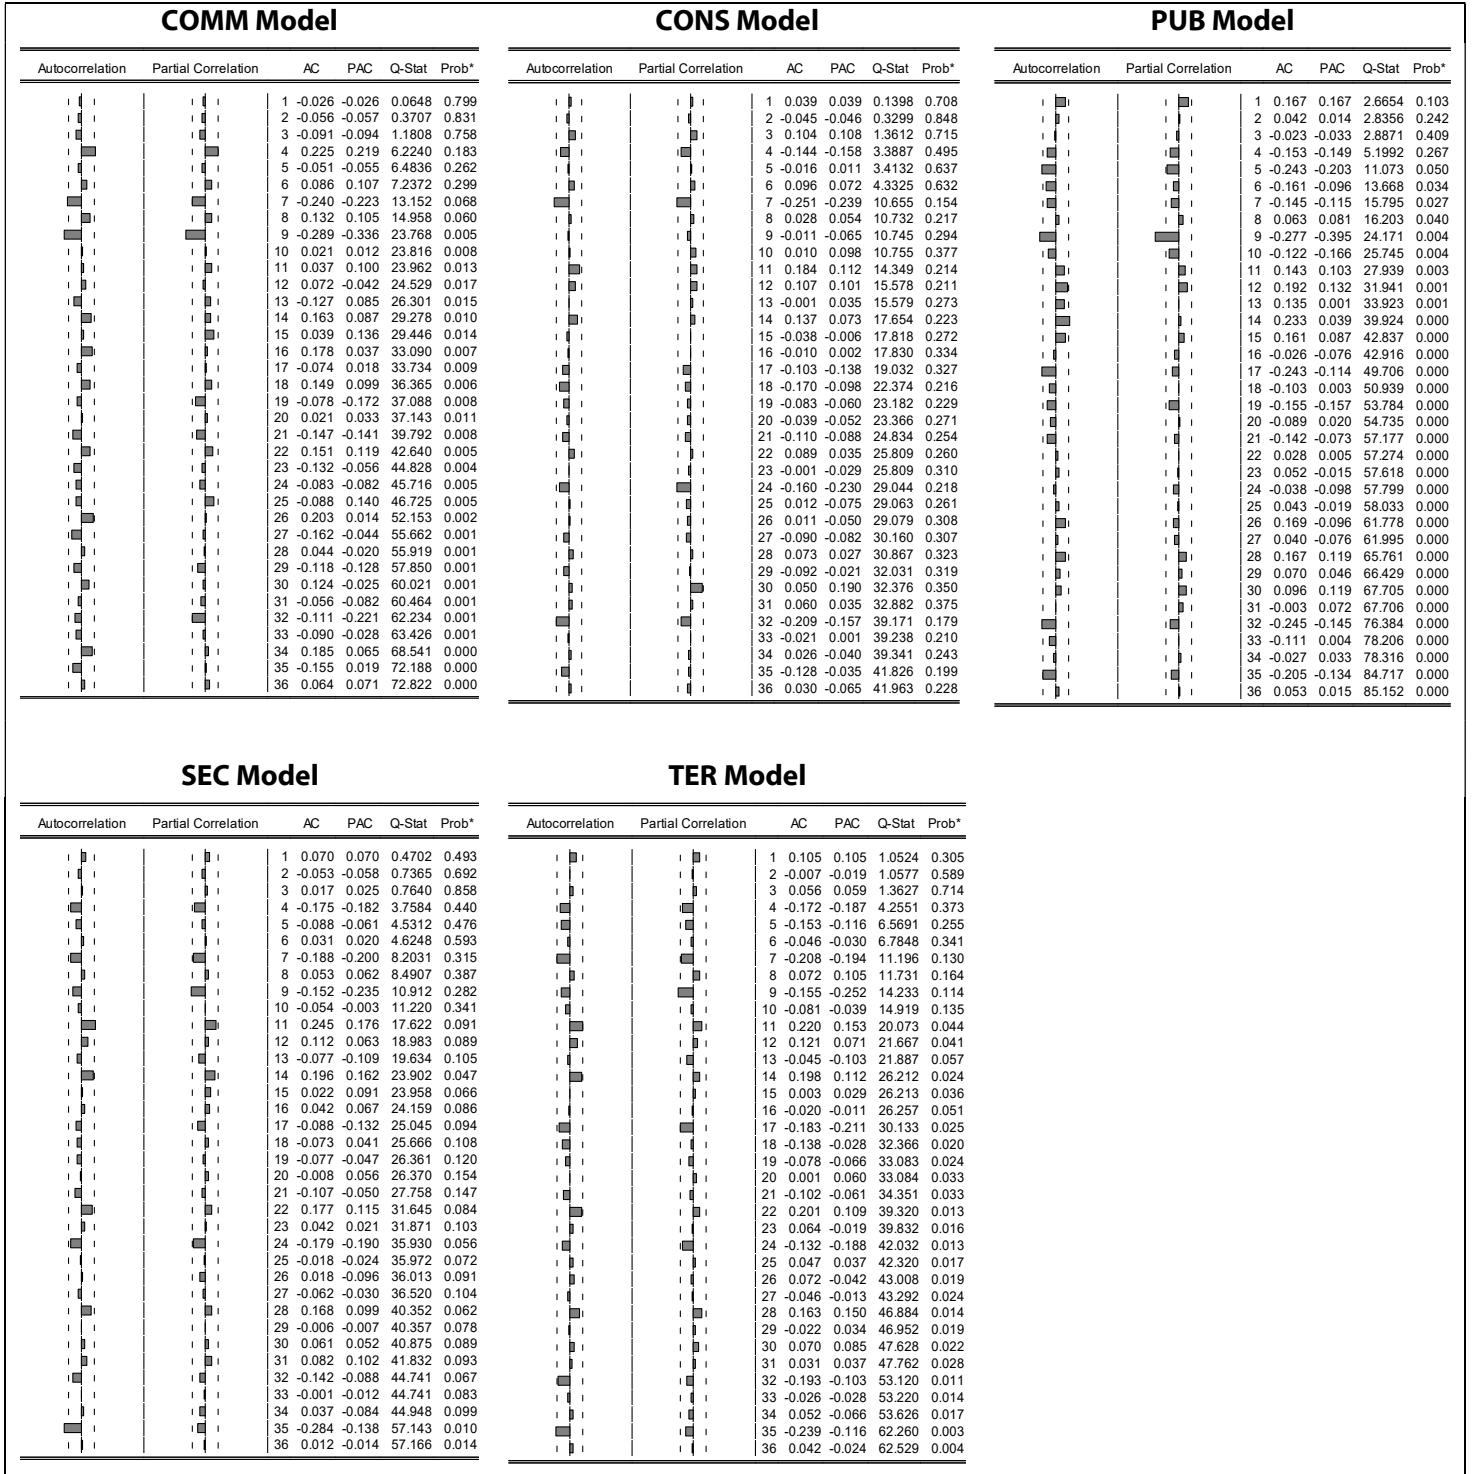 COMM Model
Autocorrelation Partial Correlation AC PAC Q-Stat Prob*
1 -0.026 -0.026 0.0648 0.799
2 -0.056 -0.057 0.3707 0.831
3 -0.091 -0.094 1.1808 0.758
4 0.225 0.219 6.2240 0.183
5 -0.051 -0.055 6.4836 0.262
6 0.086 0.107 7.2372 0.299
7 -0.240 -0.223 13.152 0.068
8 0.132 0.105 14.958 0.060
9 -0.289 -0.336 23.768 0.005
10 0.021 0.012 23.816 0.008
11 0.037 0.100 23.962 0.013
12 0.072 -0.042 24.529 0.017
13 -0.127 0.085 26.301 0.015
14 0.163 0.087 29.278 0.010
15 0.039 0.136 29.446 0.014
16 0.178 0.037 33.090 0.007
17 -0.074 0.018 33.734 0.009
18 0.149 0.099 36.365 0.006
19 -0.078 -0.172 37.088 0.008
20 0.021 0.033 37.143 0.011
21 -0.147 -0.141 39.792 0.008
22 0.151 0.119 42.640 0.005
23 -0.132 -0.056 44.828 0.004
24 -0.083 -0.082 45.716 0.005
25 -0.088 0.140 46.725 0.005
26 0.203 0.014 52.153 0.002
27 -0.162 -0.044 55.662 0.001
28 0.044 -0.020 55.919 0.001
29 -0.118 -0.128 57.850 0.001
30 0.124 -0.025 60.021 0.001
31 -0.056 -0.082 60.464 0.001
32 -0.111 -0.221 62.234 0.001
33 -0.090 -0.028 63.426 0.001
34 0.185 0.065 68.541 0.000
35 -0.155 0.019 72.188 0.000
36 0.064 0.071 72.822 0.000
CONS Model
Autocorrelation Partial Correlation AC PAC Q-Stat Prob*
1 0.039 0.039 0.1398 0.708
2 -0.045 -0.046 0.3299 0.848
3 0.104 0.108 1.3612 0.715
4 -0.144 -0.158 3.3887 0.495
5 -0.016 0.011 3.4132 0.637
6 0.096 0.072 4.3325 0.632
7 -0.251 -0.239 10.655 0.154
8 0.028 0.054 10.732 0.217
9 -0.011 -0.065 10.745 0.294
10 0.010 0.098 10.755 0.377
11 0.184 0.112 14.349 0.214
12 0.107 0.101 15.578 0.211
13 -0.001 0.035 15.579 0.273
14 0.137 0.073 17.654 0.223
15 -0.038 -0.006 17.818 0.272
16 -0.010 0.002 17.830 0.334
17 -0.103 -0.138 19.032 0.327
18 -0.170 -0.098 22.374 0.216
19 -0.083 -0.060 23.182 0.229
20 -0.039 -0.052 23.366 0.271
21 -0.110 -0.088 24.834 0.254
22 0.089 0.035 25.809 0.260
23 -0.001 -0.029 25.809 0.310
24 -0.160 -0.230 29.044 0.218
25 0.012 -0.075 29.063 0.261
26 0.011 -0.050 29.079 0.308
27 -0.090 -0.082 30.160 0.307
28 0.073 0.027 30.867 0.323
29 -0.092 -0.021 32.031 0.319
30 0.050 0.190 32.376 0.350
31 0.060 0.035 32.882 0.375
32 -0.209 -0.157 39.171 0.179
33 -0.021 0.001 39.238 0.210
34 0.026 -0.040 39.341 0.243
35 -0.128 -0.035 41.826 0.199
36 0.030 -0.065 41.963 0.228
PUB Model
Autocorrelation Partial Correlation AC PAC Q-Stat Prob*
1 0.167 0.167 2.6654 0.103
2 0.042 0.014 2.8356 0.242
3 -0.023 -0.033 2.8871 0.409
4 -0.153 -0.149 5.1992 0.267
5 -0.243 -0.203 11.073 0.050
6 -0.161 -0.096 13.668 0.034
7 -0.145 -0.115 15.795 0.027
8 0.063 0.081 16.203 0.040
9 -0.277 -0.395 24.171 0.004
10 -0.122 -0.166 25.745 0.004
11 0.143 0.103 27.939 0.003
12 0.192 0.132 31.941 0.001
13 0.135 0.001 33.923 0.001
14 0.233 0.039 39.924 0.000
15 0.161 0.087 42.837 0.000
16 -0.026 -0.076 42.916 0.000
17 -0.243 -0.114 49.706 0.000
18 -0.103 0.003 50.939 0.000
19 -0.155 -0.157 53.784 0.000
20 -0.089 0.020 54.735 0.000
21 -0.142 -0.073 57.177 0.000
22 0.028 0.005 57.274 0.000
23 0.052 -0.015 57.618 0.000
24 -0.038 -0.098 57.799 0.000
25 0.043 -0.019 58.033 0.000
26 0.169 -0.096 61.778 0.000
27 0.040 -0.076 61.995 0.000
28 0.167 0.119 65.761 0.000
29 0.070 0.046 66.429 0.000
30 0.096 0.119 67.705 0.000
31 -0.003 0.072 67.706 0.000
32 -0.245 -0.145 76.384 0.000
33 -0.111 0.004 78.206 0.000
34 -0.027 0.033 78.316 0.000
35 -0.205 -0.134 84.717 0.000
36 0.053 0.015 85.152 0.000
SEC Model
Autocorrelation Partial Correlation AC PAC Q-Stat Prob*
1 0.070 0.070 0.4702 0.493
2 -0.053 -0.058 0.7365 0.692
3 0.017 0.025 0.7640 0.858
4 -0.175 -0.182 3.7584 0.440
5 -0.088 -0.061 4.5312 0.476
6 0.031 0.020 4.6248 0.593
7 -0.188 -0.200 8.2031 0.315
8 0.053 0.062 8.4907 0.387
9 -0.152 -0.235 10.912 0.282
10 -0.054 -0.003 11.220 0.341
11 0.245 0.176 17.622 0.091
12 0.112 0.063 18.983 0.089
13 -0.077 -0.109 19.634 0.105
14 0.196 0.162 23.902 0.047
15 0.022 0.091 23.958 0.066
16 0.042 0.067 24.159 0.086
17 -0.088 -0.132 25.045 0.094
18 -0.073 0.041 25.666 0.108
19 -0.077 -0.047 26.361 0.120
20 -0.008 0.056 26.370 0.154
21 -0.107 -0.050 27.758 0.147
22 0.177 0.115 31.645 0.084
23 0.042 0.021 31.871 0.103
24 -0.179 -0.190 35.930 0.056
25 -0.018 -0.024 35.972 0.072
26 0.018 -0.096 36.013 0.091
27 -0.062 -0.030 36.520 0.104
28 0.168 0.099 40.352 0.062
29 -0.006 -0.007 40.357 0.078
30 0.061 0.052 40.875 0.089
31 0.082 0.102 41.832 0.093
32 -0.142 -0.088 44.741 0.067
33 -0.001 -0.012 44.741 0.083
34 0.037 -0.084 44.948 0.099
35 -0.284 -0.138 57.143 0.010
36 0.012 -0.014 57.166 0.014
TER Model
Autocorrelation Partial Correlation AC PAC Q-Stat Prob*
1 0.105 0.105 1.0524 0.305
2 -0.007 -0.019 1.0577 0.589
3 0.056 0.059 1.3627 0.714
4 -0.172 -0.187 4.2551 0.373
5 -0.153 -0.116 6.5691 0.255
6 -0.046 -0.030 6.7848 0.341
7 -0.208 -0.194 11.196 0.130
8 0.072 0.105 11.731 0.164
9 -0.155 -0.252 14.233 0.114
10 -0.081 -0.039 14.919 0.135
11 0.220 0.153 20.073 0.044
12 0.121 0.071 21.667 0.041
13 -0.045 -0.103 21.887 0.057
14 0.198 0.112 26.212 0.024
15 0.003 0.029 26.213 0.036
16 -0.020 -0.011 26.257 0.051
17 -0.183 -0.211 30.133 0.025
18 -0.138 -0.028 32.366 0.020
19 -0.078 -0.066 33.083 0.024
20 0.001 0.060 33.084 0.033
21 -0.102 -0.061 34.351 0.033
22 0.201 0.109 39.320 0.013
23 0.064 -0.019 39.832 0.016
24 -0.132 -0.188 42.032 0.013
25 0.047 0.037 42.320 0.017
26 0.072 -0.042 43.008 0.019
27 -0.046 -0.013 43.292 0.024
28 0.163 0.150 46.884 0.014
29 -0.022 0.034 46.952 0.019
30 0.070 0.085 47.628 0.022
31 0.031 0.037 47.762 0.028
32 -0.193 -0.103 53.120 0.011
33 -0.026 -0.028 53.220 0.014
34 0.052 -0.066 53.626 0.017
35 -0.239 -0.116 62.260 0.003
36 0.042 -0.024 62.529 0.004